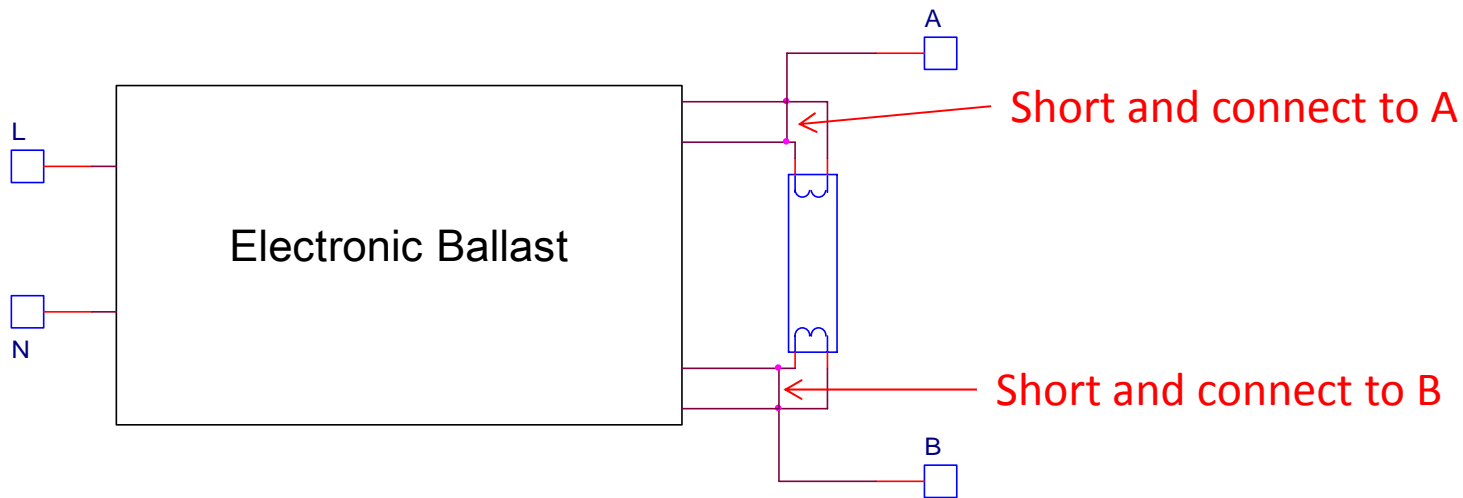 A
Short and connect to A
L
Electronic Ballast
N
Short and connect to B
B